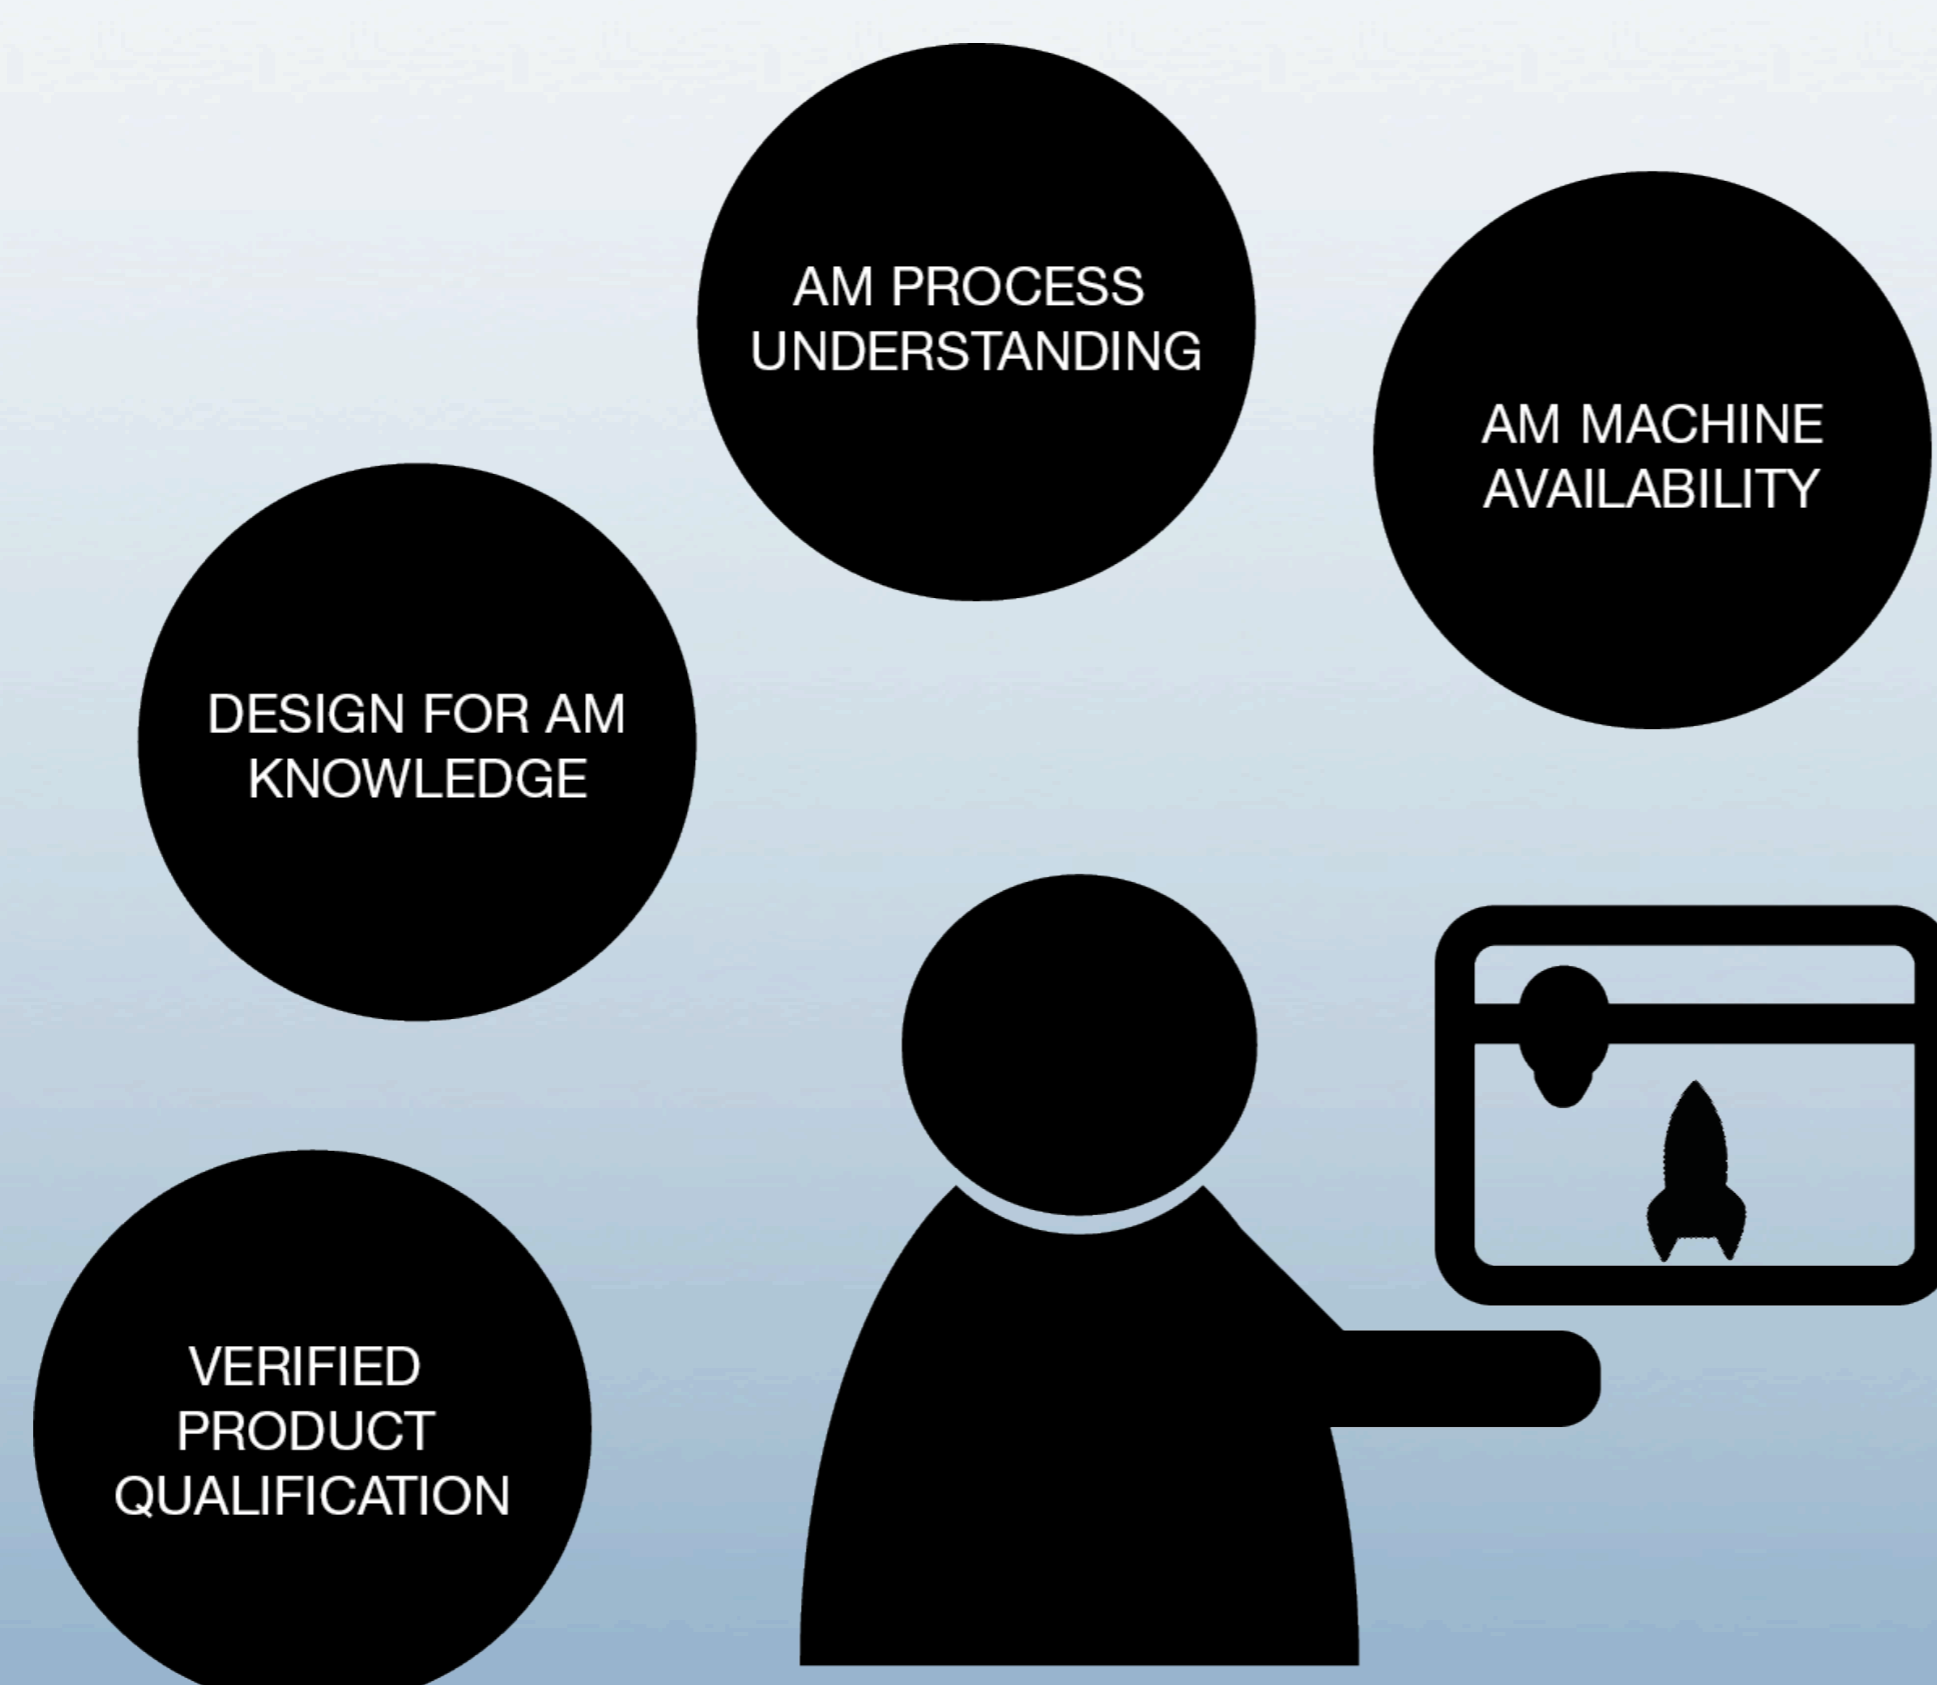 AM PROCESS
UNDERSTANDING
AM MACHINE
AVAILABILITY
DESIGN FOR AM
KNOWLEDGE
VERIFIED
PRODUCT
QUALIFICATION